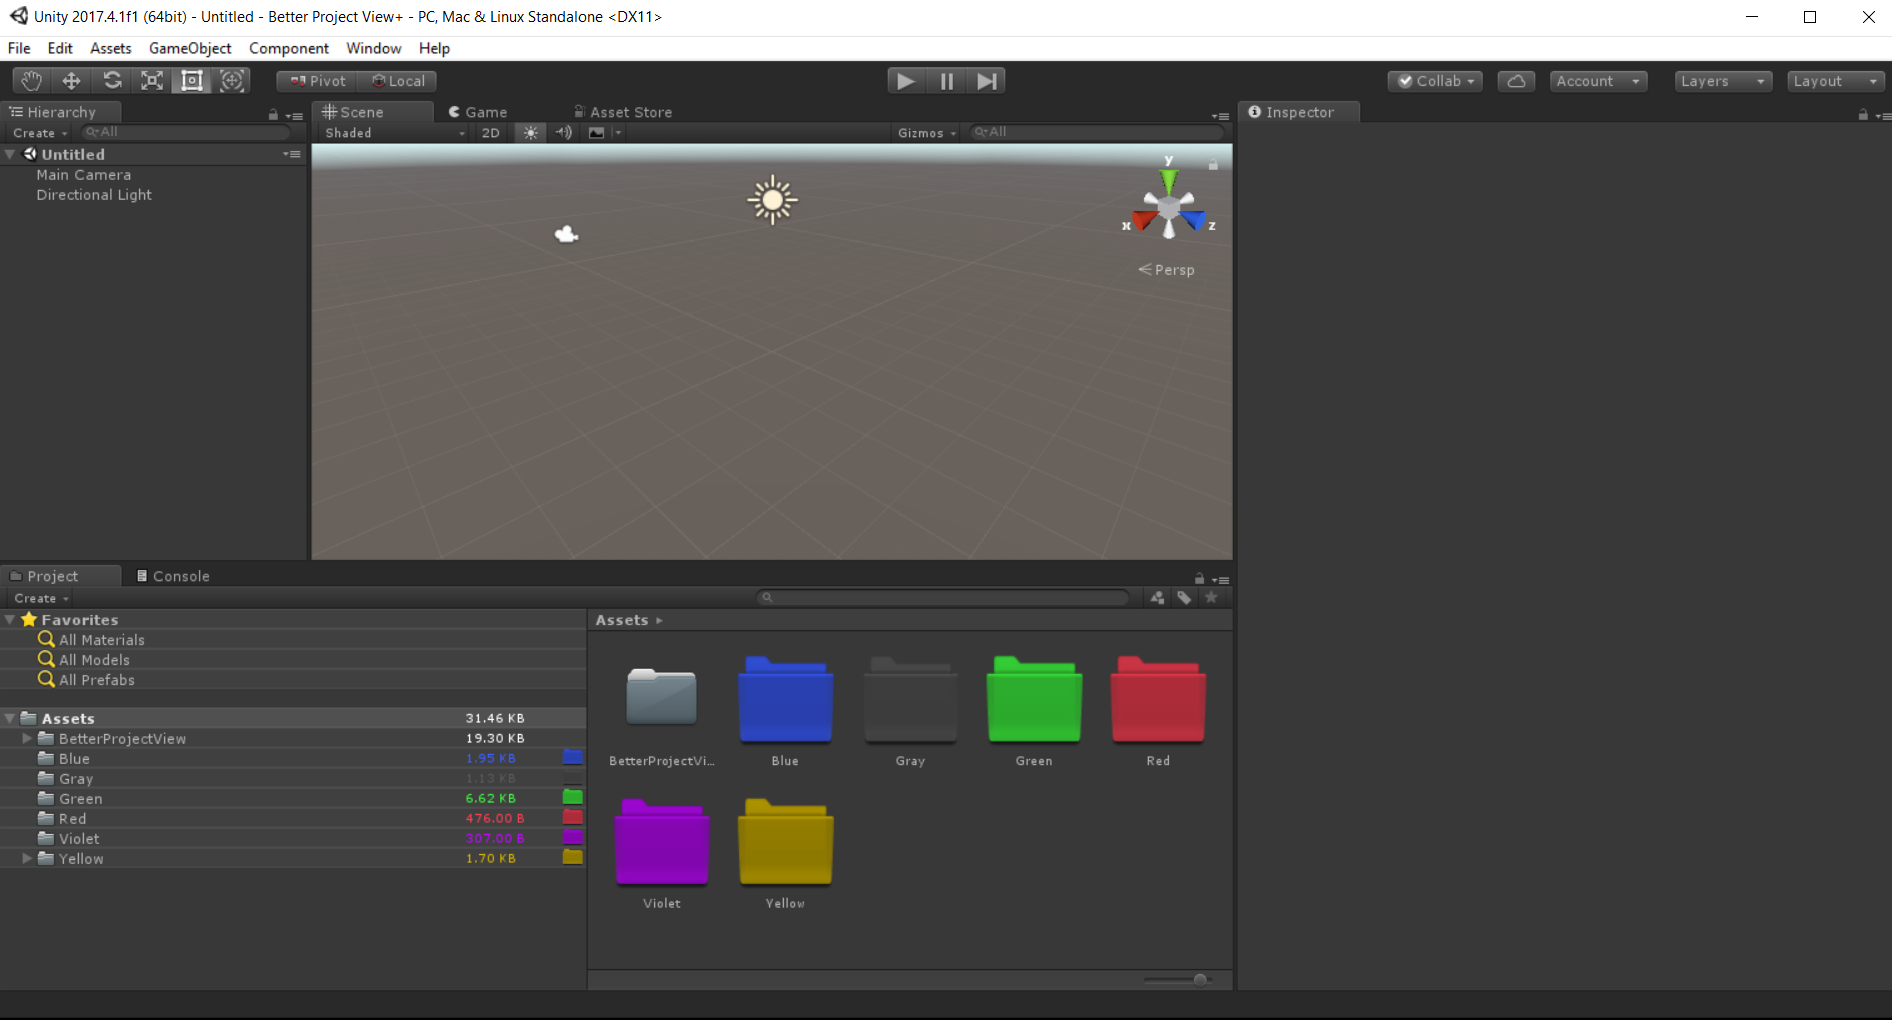 Unity 2017.4.1f1 (64bit) - Untitled - Better Project View+ - PC, Mac & Linux Standalone <DX11>
File Edit Assets GameObject Component Window Help
Pivot Local Collab Account Layers Layout
Hierarchy
Create All
Untitled
Main Camera
Directional Light
Scene Game Asset Store
Shaded 2D Gizmos All
y
x z
Persp
Inspector
Project Console
Create
Favorites
All Materials
All Models
All Prefabs
Assets 31.46 KB
BetterProjectView 19.30 KB
Blue 1.95 KB
Gray 1.13 KB
Green 6.62 KB
Red 476.00 B
Violet 307.00 B
Yellow 1.70 KB
Assets
BetterProjectVi... Blue Gray Green Red
Violet Yellow